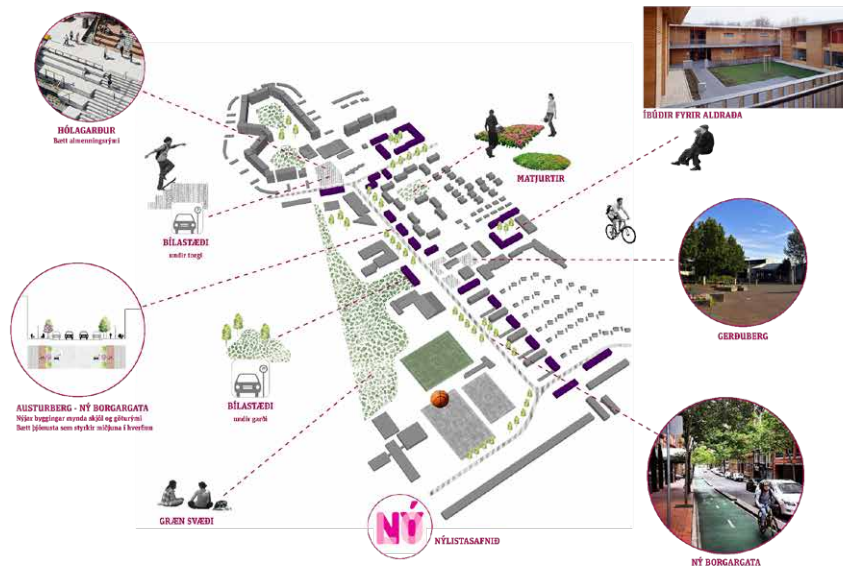 HÓLAGARÐUR
Bætt almenningsrými
ÍBÚÐIR FYRIR ALDRAÐA
MATJURTIR
BÍLASTÆÐI
undir torgi
GERÐUBERG
AUSTURBERG - NÝ BORGARGATA
Nýjar byggingar mynda skjól og göturými
Bætt þjónusta sem styrkir miðjuna í hverfinu
BÍLASTÆÐI
undir garði
GRÆN SVÆÐI
NÝ
NÝLISTASAFNIÐ
NÝ BORGARGATA